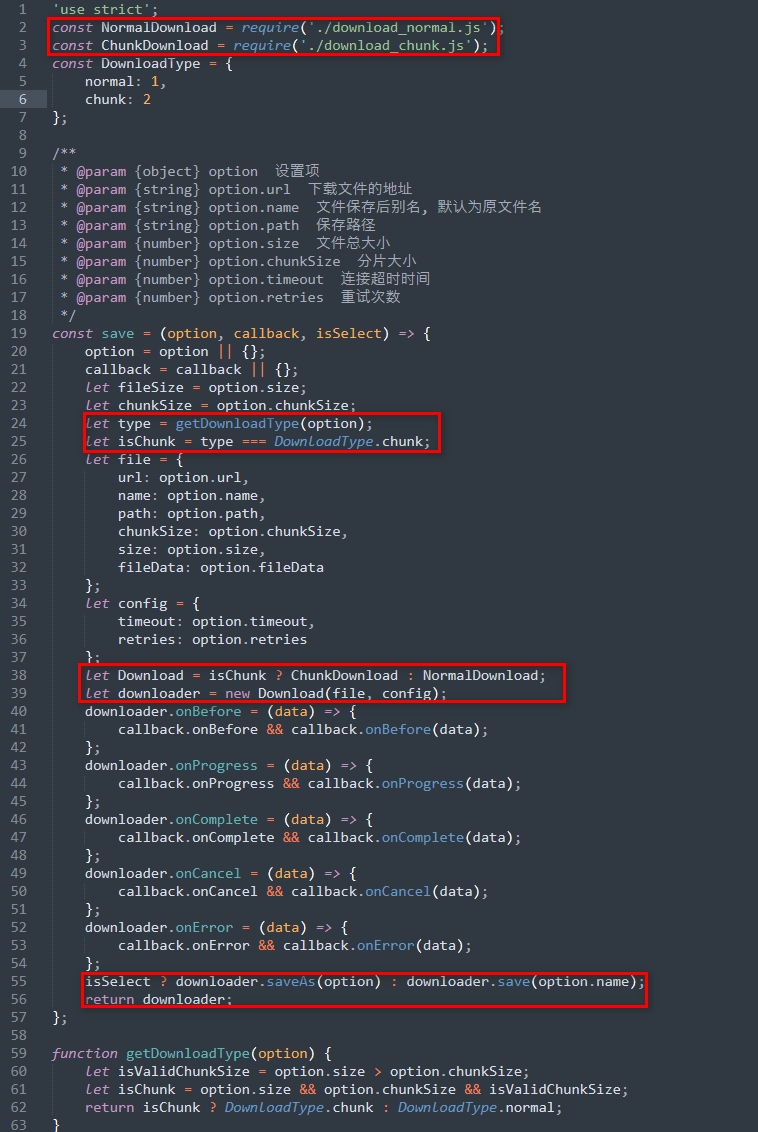 1 'use strict';
2 const NormalDownload = require('./download_normal.js');
3 const ChunkDownload = require('./download_chunk.js');
4 const DownloadType = {
5     normal: 1,
6     chunk: 2
7 };
8
9 /**
10  * @param {object} option  设置项
11  * @param {string} option.url  下载文件的地址
12  * @param {string} option.name  文件保存后别名, 默认为原文件名
13  * @param {string} option.path  保存路径
14  * @param {number} option.size  文件总大小
15  * @param {number} option.chunkSize  分片大小
16  * @param {number} option.timeout  连接超时时间
17  * @param {number} option.retries  重试次数
18  */
19 const save = (option, callback, isSelect) => {
20     option = option || {};
21     callback = callback || {};
22     let fileSize = option.size;
23     let chunkSize = option.chunkSize;
24     let type = getDownloadType(option);
25     let isChunk = type === DownloadType.chunk;
26     let file = {
27         url: option.url,
28         name: option.name,
29         path: option.path,
30         chunkSize: option.chunkSize,
31         size: option.size,
32         fileData: option.fileData
33     };
34     let config = {
35         timeout: option.timeout,
36         retries: option.retries
37     };
38     let Download = isChunk ? ChunkDownload : NormalDownload;
39     let downloader = new Download(file, config);
40     downloader.onBefore = (data) => {
41         callback.onBefore && callback.onBefore(data);
42     };
43     downloader.onProgress = (data) => {
44         callback.onProgress && callback.onProgress(data);
45     };
46     downloader.onComplete = (data) => {
47         callback.onComplete && callback.onComplete(data);
48     };
49     downloader.onCancel = (data) => {
50         callback.onCancel && callback.onCancel(data);
51     };
52     downloader.onError = (data) => {
53         callback.onError && callback.onError(data);
54     };
55     isSelect ? downloader.saveAs(option) : downloader.save(option.name);
56     return downloader;
57 };
58
59 function getDownloadType(option) {
60     let isValidChunkSize = option.size > option.chunkSize;
61     let isChunk = option.size && option.chunkSize && isValidChunkSize;
62     return isChunk ? DownloadType.chunk : DownloadType.normal;
63 }